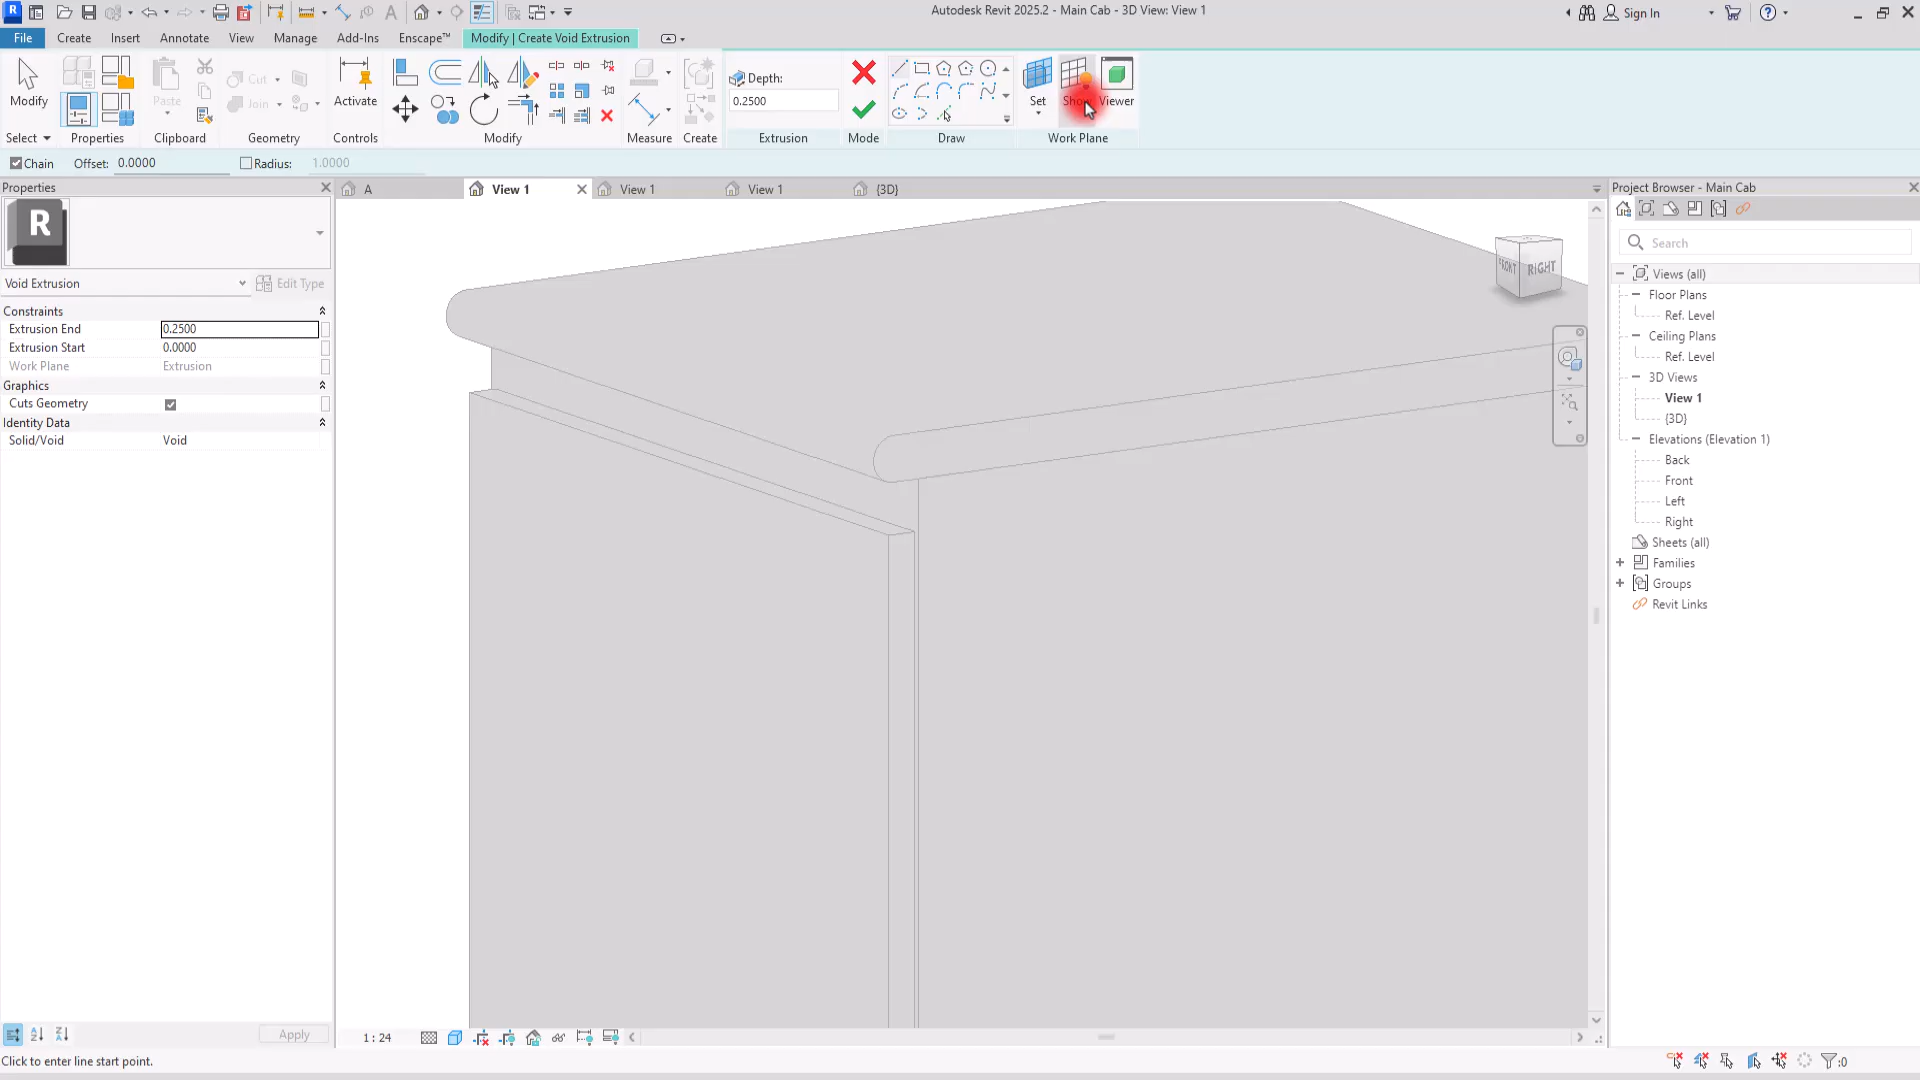 Autodesk Revit 2025.2 - Main Cab - 3D View: View 1
Sign In
File
Create
Insert
Annotate
View
Manage
Add-Ins
Enscape™
Modify | Create Void Extrusion
Modify
Paste
Cut
Join
Activate
Depth:
0.2500
Set
Viewer
Select
Properties
Clipboard
Geometry
Controls
Modify
Measure
Create
Extrusion
Mode
Draw
Work Plane
Chain
Offset:
0.0000
Radius:
1.0000
Properties
A
View 1
View 1
View 1
{3D}
Project Browser - Main Cab
R
Search
Void Extrusion
Edit Type
Constraints
Extrusion End 0.2500
Extrusion Start 0.0000
Work Plane Extrusion
Graphics
Cuts Geometry
Identity Data
Solid/Void Void
FRONT
RIGHT
Views (all)
Floor Plans
Ref. Level
Ceiling Plans
Ref. Level
3D Views
View 1
{3D}
Elevations (Elevation 1)
Back
Front
Left
Right
Sheets (all)
Families
Groups
Revit Links
Apply
1 : 24
Click to enter line start point.
:0